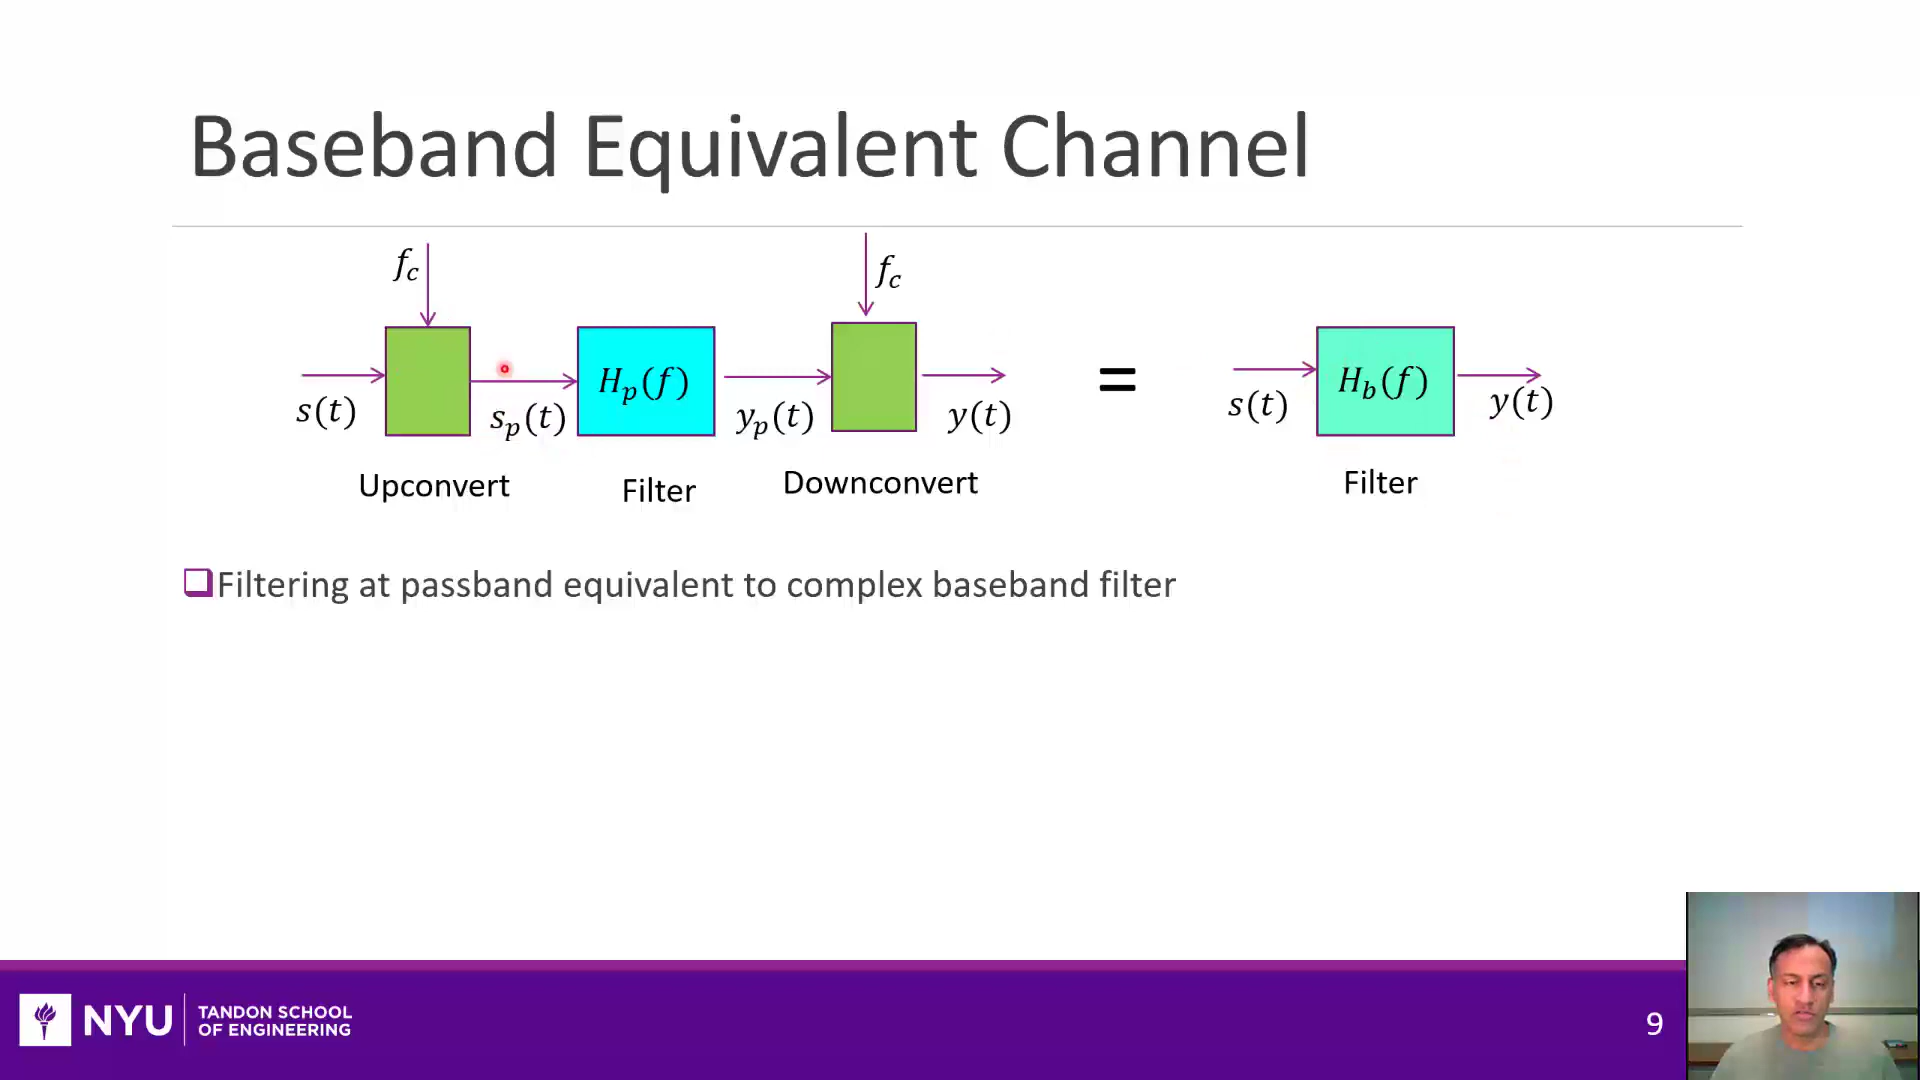 Baseband Equivalent Channel
f_c
f_c
H_p(f)
=
H_b(f)
s(t)
s_p(t)
y_p(t)
y(t)
s(t)
y(t)
Upconvert
Filter
Downconvert
Filter
Filtering at passband equivalent to complex baseband filter
NYU
TANDON SCHOOL
OF ENGINEERING
9